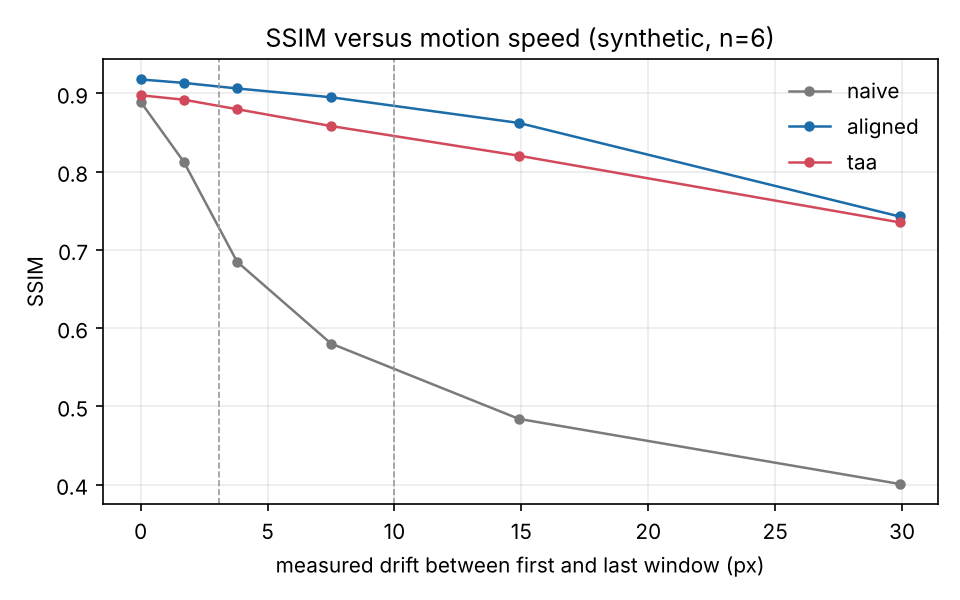 SSIM versus motion speed (synthetic, n=6)
naive
aligned
taa
SSIM
0.9
0.8
0.7
0.6
0.5
0.4
0
5
10
15
20
25
30
measured drift between first and last window (px)